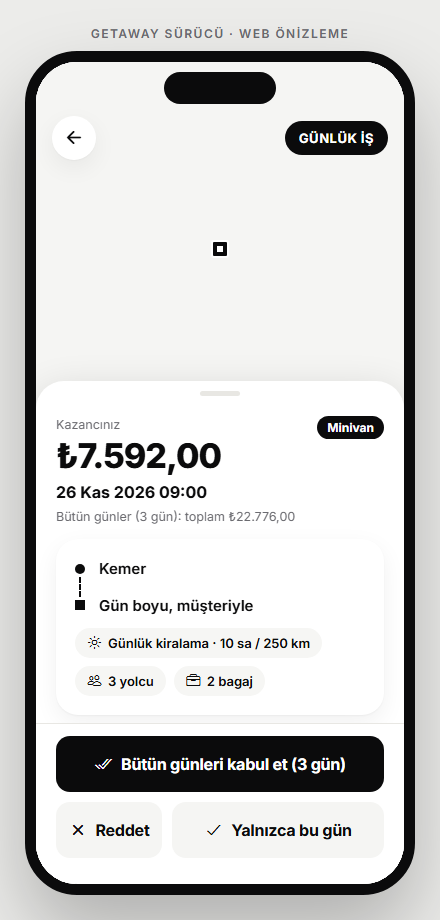 GETAWAY SÜRÜCÜ · WEB ÖNİZLEME
GÜNLÜK İŞ
Kazancınız
Minivan
₺7.592,00
26 Kas 2026 09:00
Bütün günler (3 gün): toplam ₺22.776,00
Kemer
Gün boyu, müşteriyle
Günlük kiralama · 10 sa / 250 km
3 yolcu
2 bagaj
Bütün günleri kabul et (3 gün)
Reddet
Yalnızca bu gün